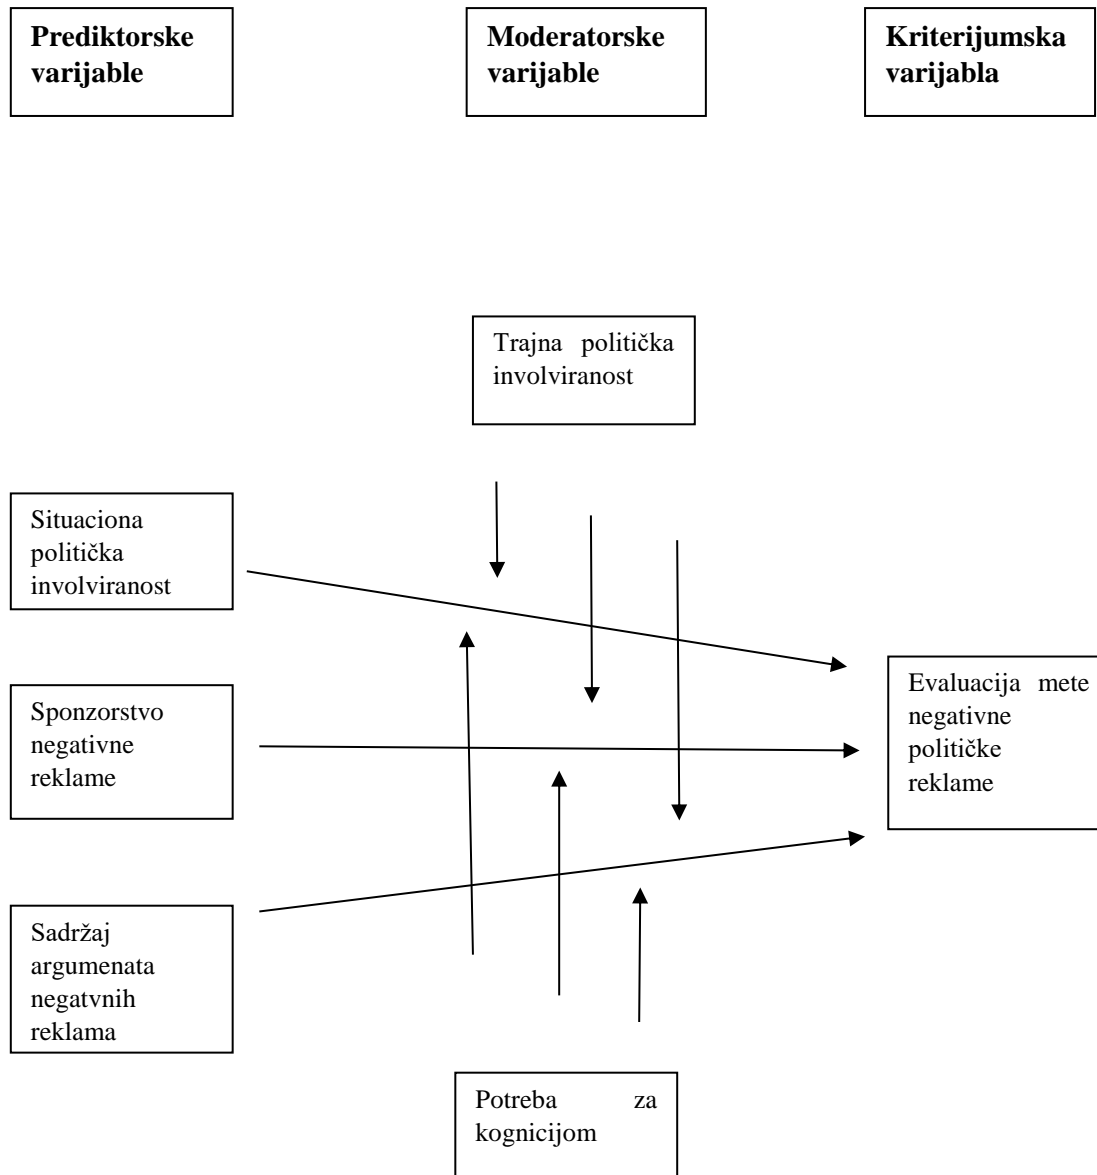 Prediktorske
varijable
Moderatorske
varijable
Kriterijumska
varijabla
Trajna politička
involviranost
Situaciona
politička
involviranost
Sponzorstvo
negativne
reklame
Evaluacija mete
negativne
političke
reklame
Sadržaj
argumenata
negatvnih
reklama
Potreba za
kognicijom